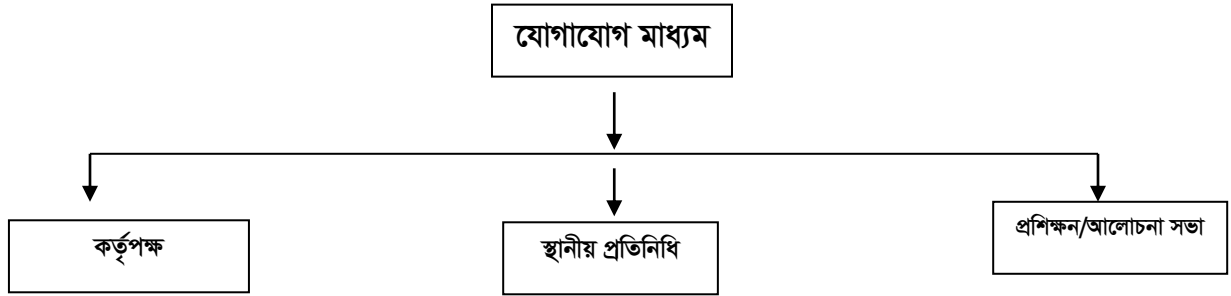 যোগাযোগ মাধ্যম
কর্তৃপক্ষ
স্থানীয় প্রতিনিধি
প্রশিক্ষন/আলোচনা সভা